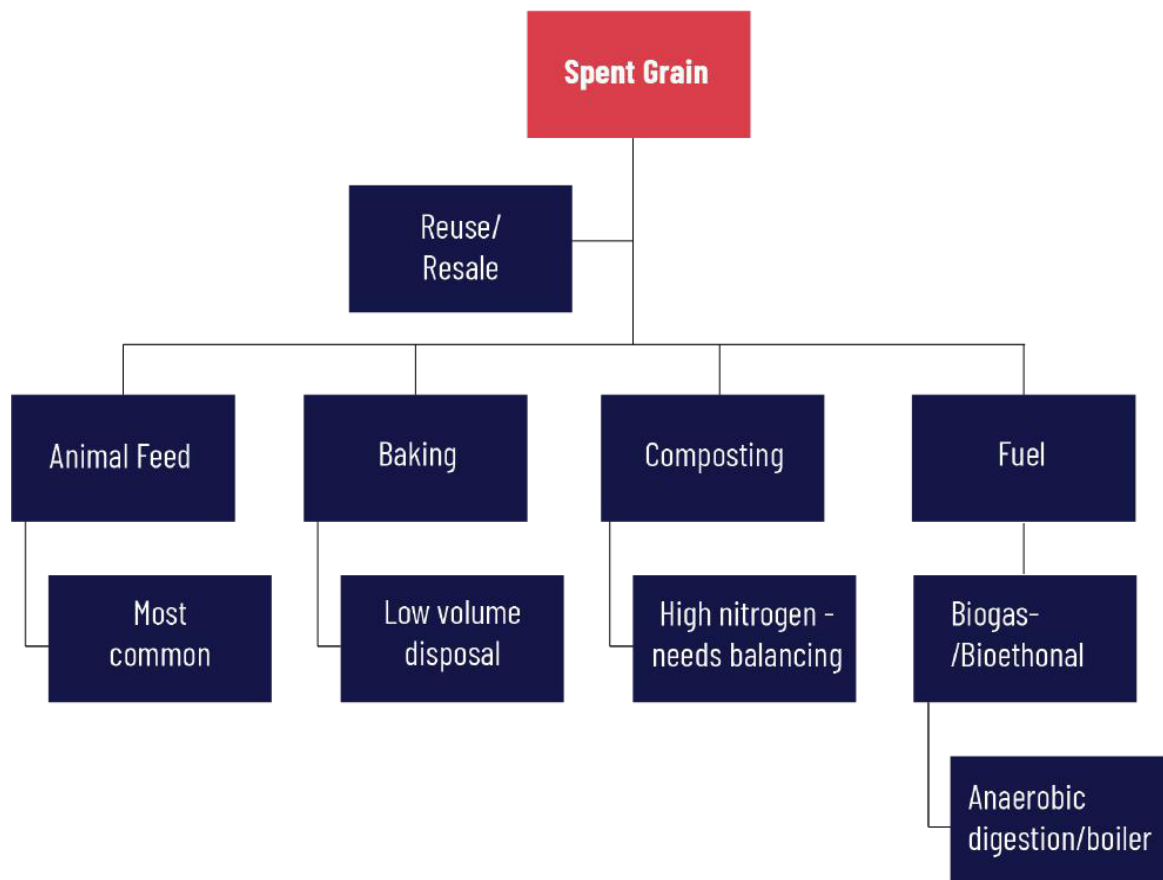 Spent Grain
Reuse/
Resale
Animal Feed
Baking
Composting
Fuel
Most
common
Low volume
disposal
High nitrogen -
needs balancing
Biogas-
/Bioethonal
Anaerobic
digestion/boiler